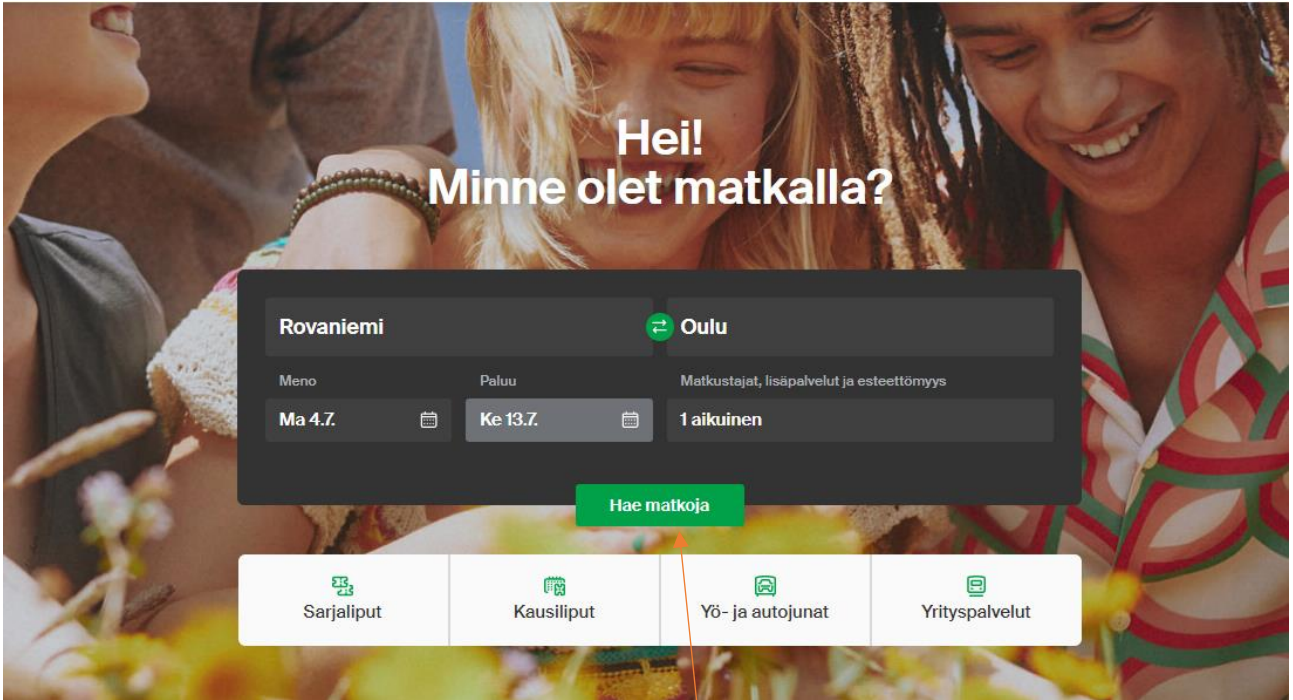 Hei!
Minne olet matkalla?
Rovaniemi
Oulu
Meno
Paluu
Matkustajat, lisäpalvelut ja esteettömyys
Ma 4.7.
Ke 13.7.
1 aikuinen
Hae matkoja
Sarjaliput
Kausiliput
Yö- ja autojunat
Yrityspalvelut